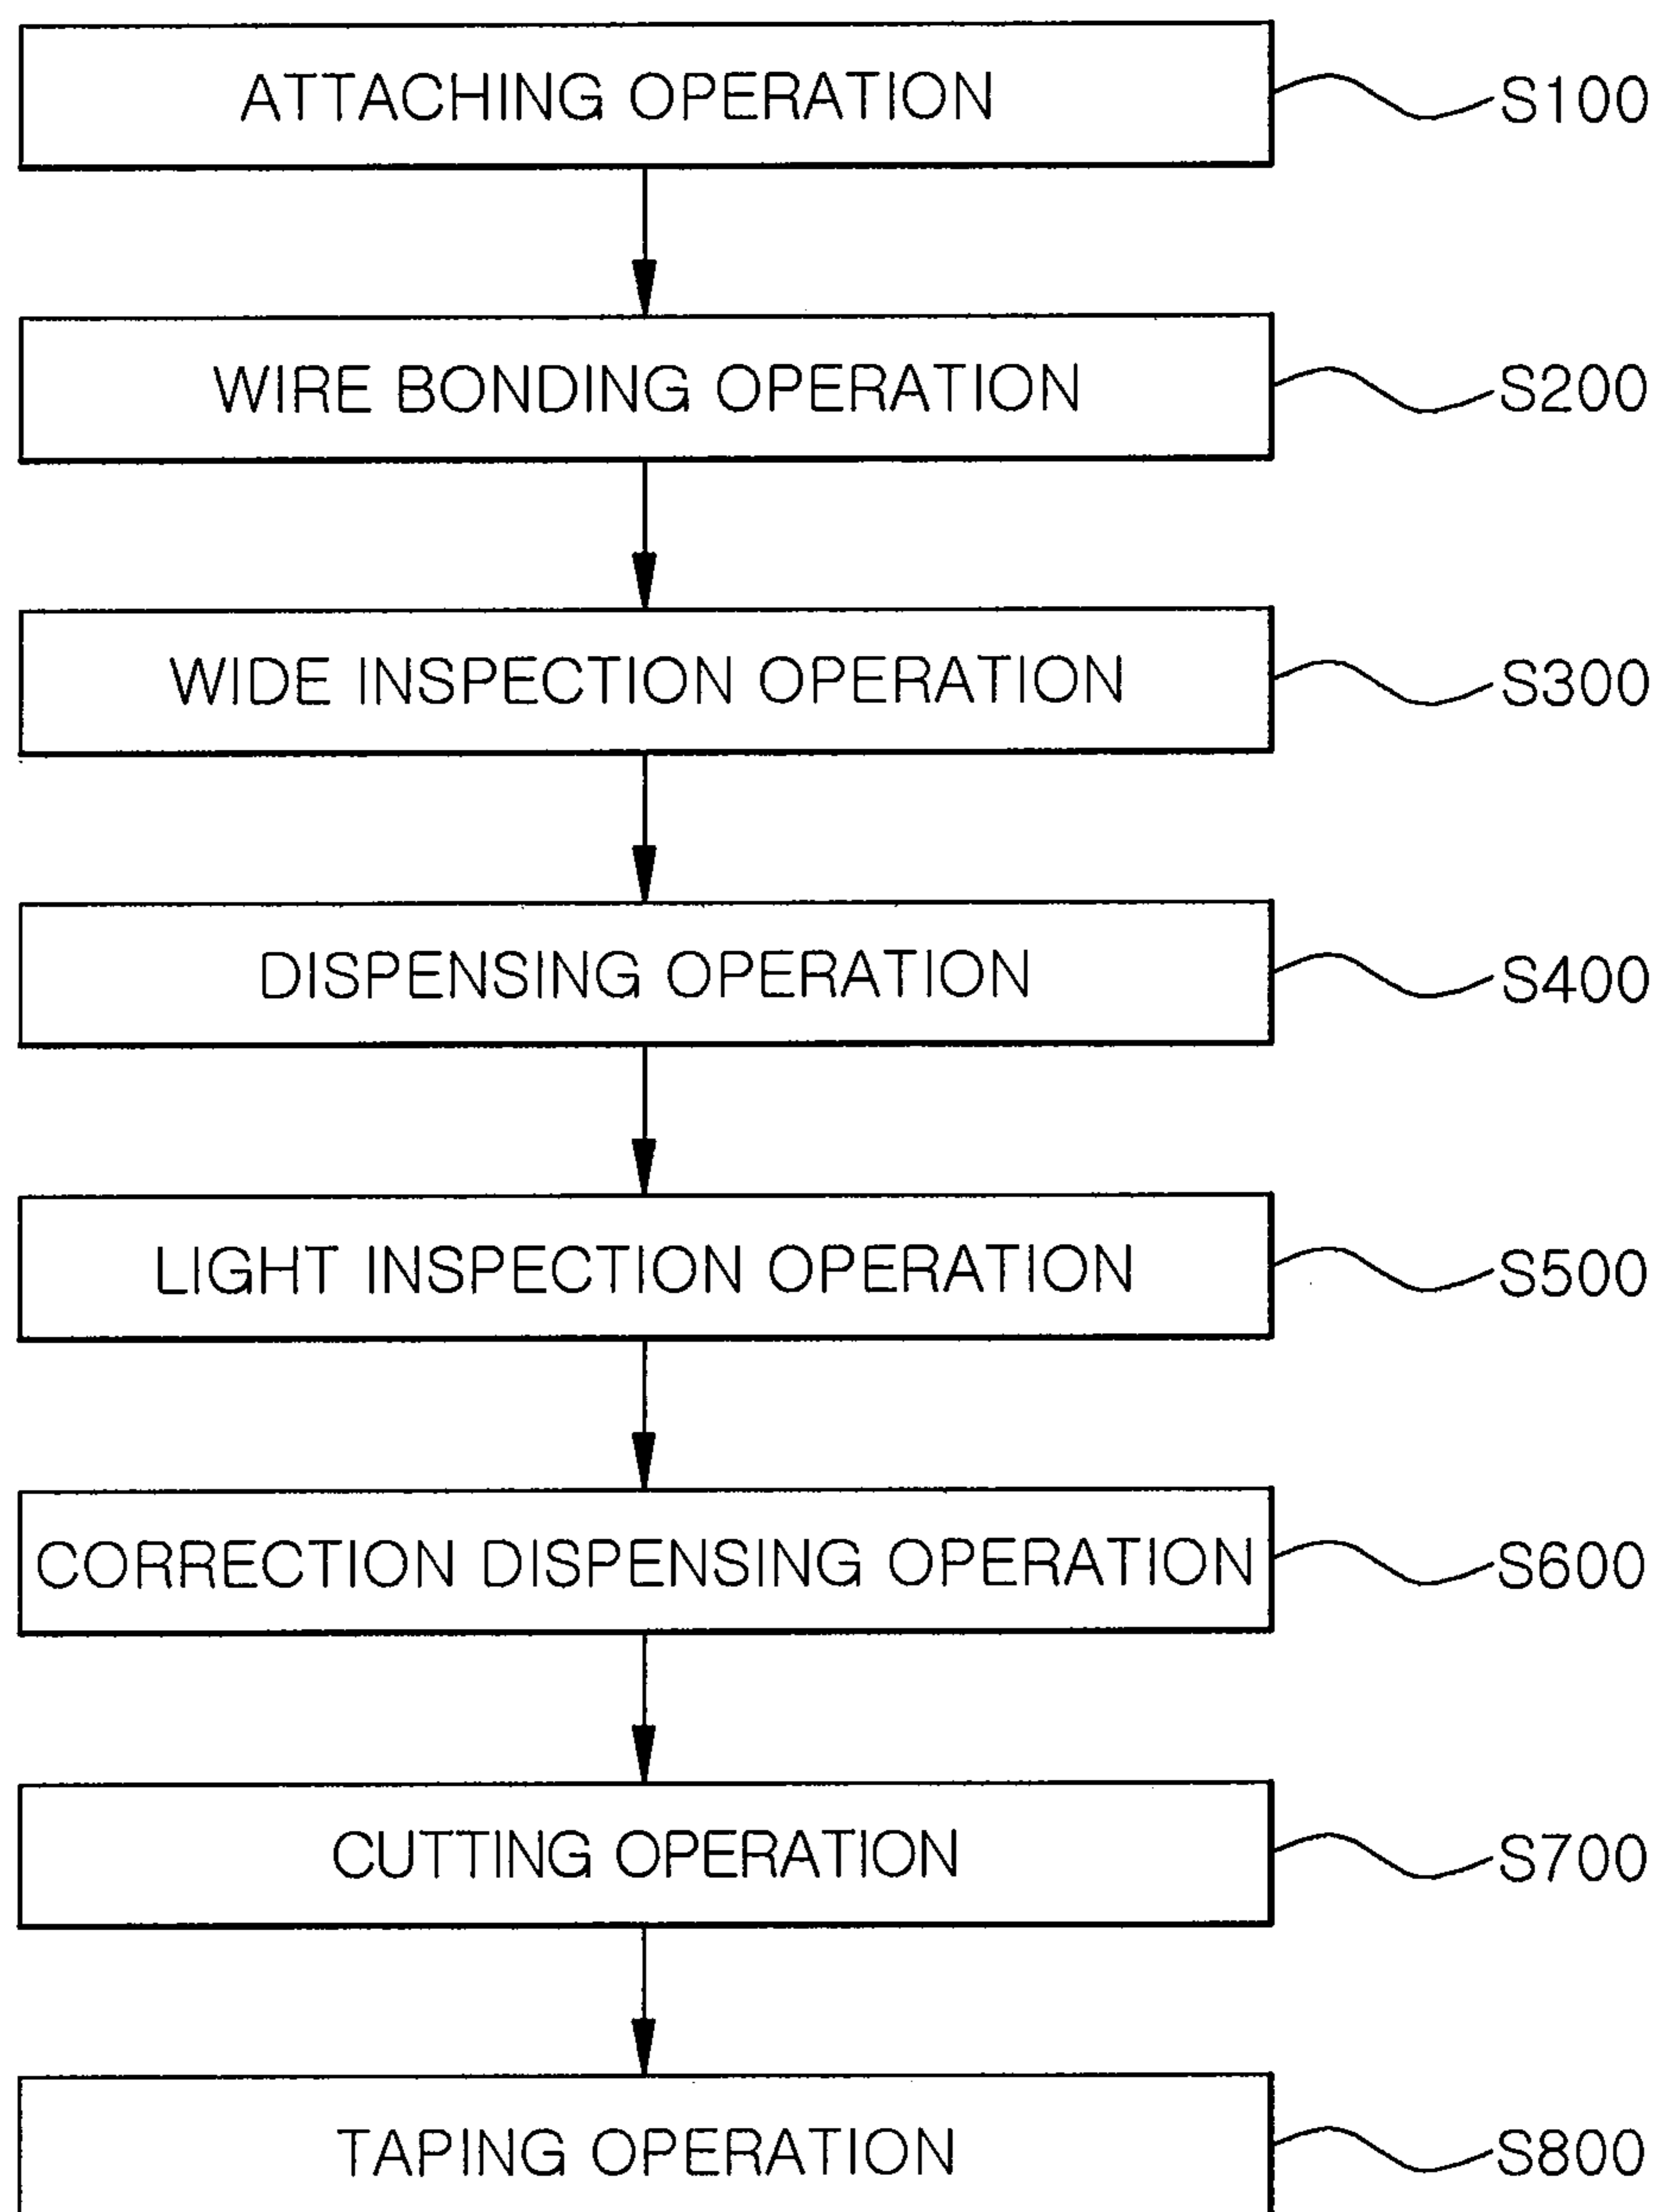 ATTACHING OPERATION S100
WIRE BONDING OPERATION S200
WIDE INSPECTION OPERATION S300
DISPENSING OPERATION S400
LIGHT INSPECTION OPERATION S500
CORRECTION DISPENSING OPERATION S600
CUTTING OPERATION S700
TAPING OPERATION S800